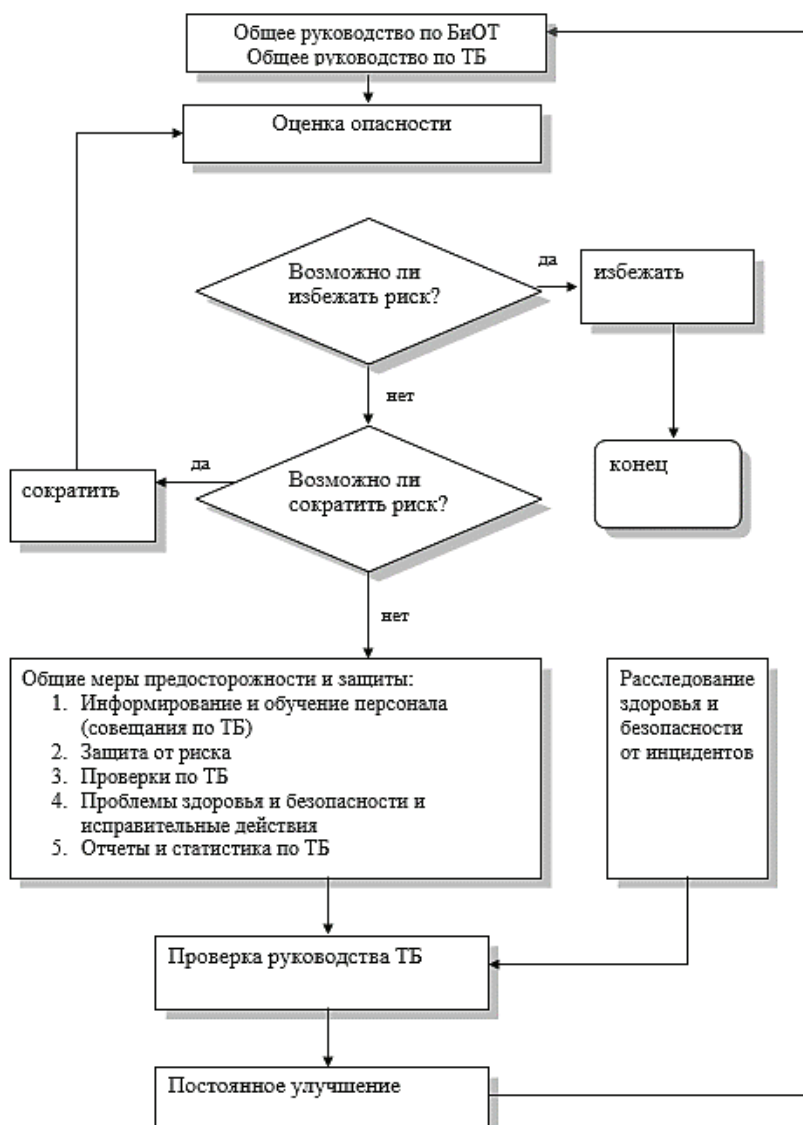 Общее руководство по БиОТ
Общее руководство по ТБ
Оценка опасности
Возможно ли
избежать риск?
да
избежать
нет
конец
Возможно ли
сократить риск?
да
сократить
нет
Общие меры предосторожности и защиты:
1. Информирование и обучение персонала
(совещания по ТБ)
2. Защита от риска
3. Проверки по ТБ
4. Проблемы здоровья и безопасности и
исправительные действия
5. Отчеты и статистика по ТБ
Расследование
здоровья и
безопасности
от инцидентов
Проверка руководства ТБ
Постоянное улучшение